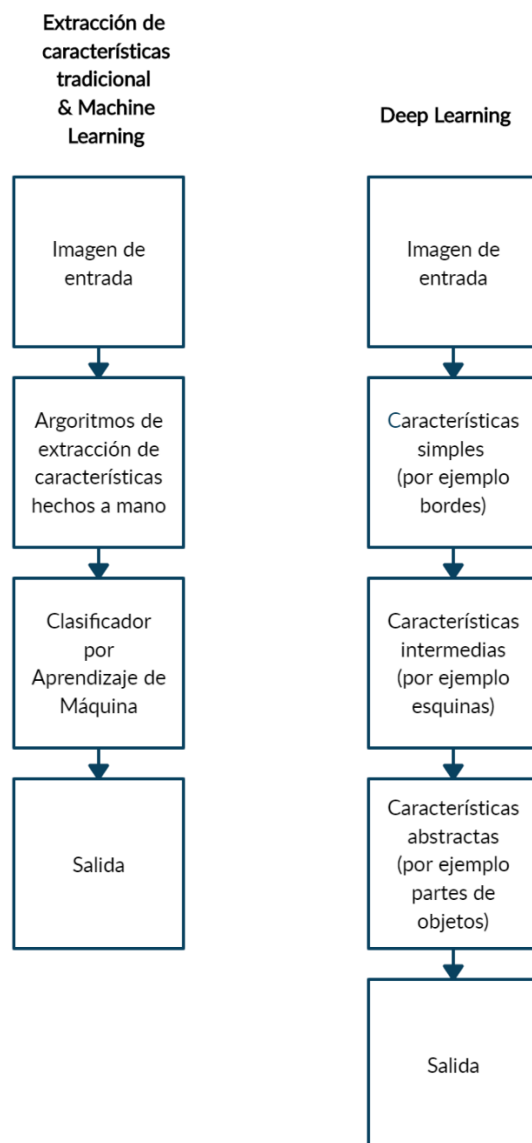 Extracción de
características
tradicional
& Machine
Learning
Imagen de
entrada
Argoritmos de
extracción de
características
hechos a mano
Clasificador
por
Aprendizaje de
Máquina
Salida
Deep Learning
Imagen de
entrada
Características
simples
(por ejemplo
bordes)
Características
intermedias
(por ejemplo
esquinas)
Características
abstractas
(por ejemplo
partes de
objetos)
Salida